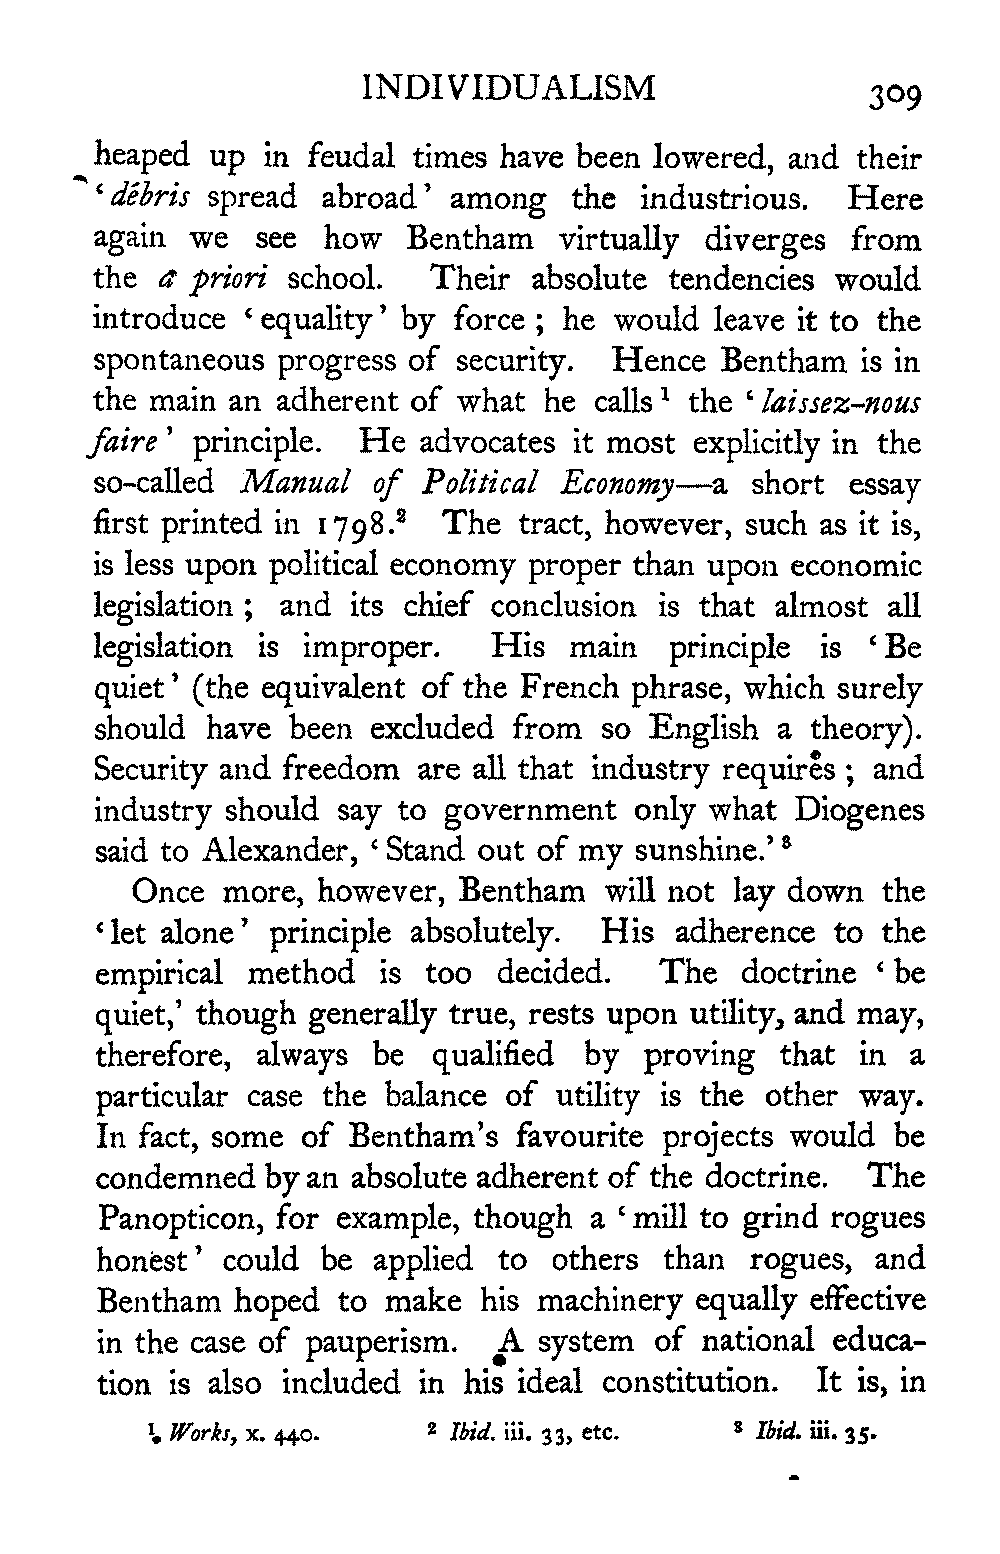 INDIVIDUALISM 309
heaped up in feudal times have been lowered, and their
‘débris spread abroad’ among the industrious. Here
again we see how Bentham virtually diverges from
the a priori school. Their absolute tendencies would
introduce ‘equality’ by force; he would leave it to the
spontaneous progress of security. Hence Bentham is in
the main an adherent of what he calls¹ the ‘laissez-nous
faire’ principle. He advocates it most explicitly in the
so-called Manual of Political Economy—a short essay
first printed in 1798.² The tract, however, such as it is,
is less upon political economy proper than upon economic
legislation; and its chief conclusion is that almost all
legislation is improper. His main principle is ‘Be
quiet’ (the equivalent of the French phrase, which surely
should have been excluded from so English a theory).
Security and freedom are all that industry requires; and
industry should say to government only what Diogenes
said to Alexander, ‘Stand out of my sunshine.’³
Once more, however, Bentham will not lay down the
‘let alone’ principle absolutely. His adherence to the
empirical method is too decided. The doctrine ‘be
quiet,’ though generally true, rests upon utility, and may,
therefore, always be qualified by proving that in a
particular case the balance of utility is the other way.
In fact, some of Bentham's favourite projects would be
condemned by an absolute adherent of the doctrine. The
Panopticon, for example, though a ‘mill to grind rogues
honest’ could be applied to others than rogues, and
Bentham hoped to make his machinery equally effective
in the case of pauperism. A system of national educa-
tion is also included in his ideal constitution. It is, in
¹ Works, x. 440. ² Ibid. iii. 33, etc. ³ Ibid. iii. 35.